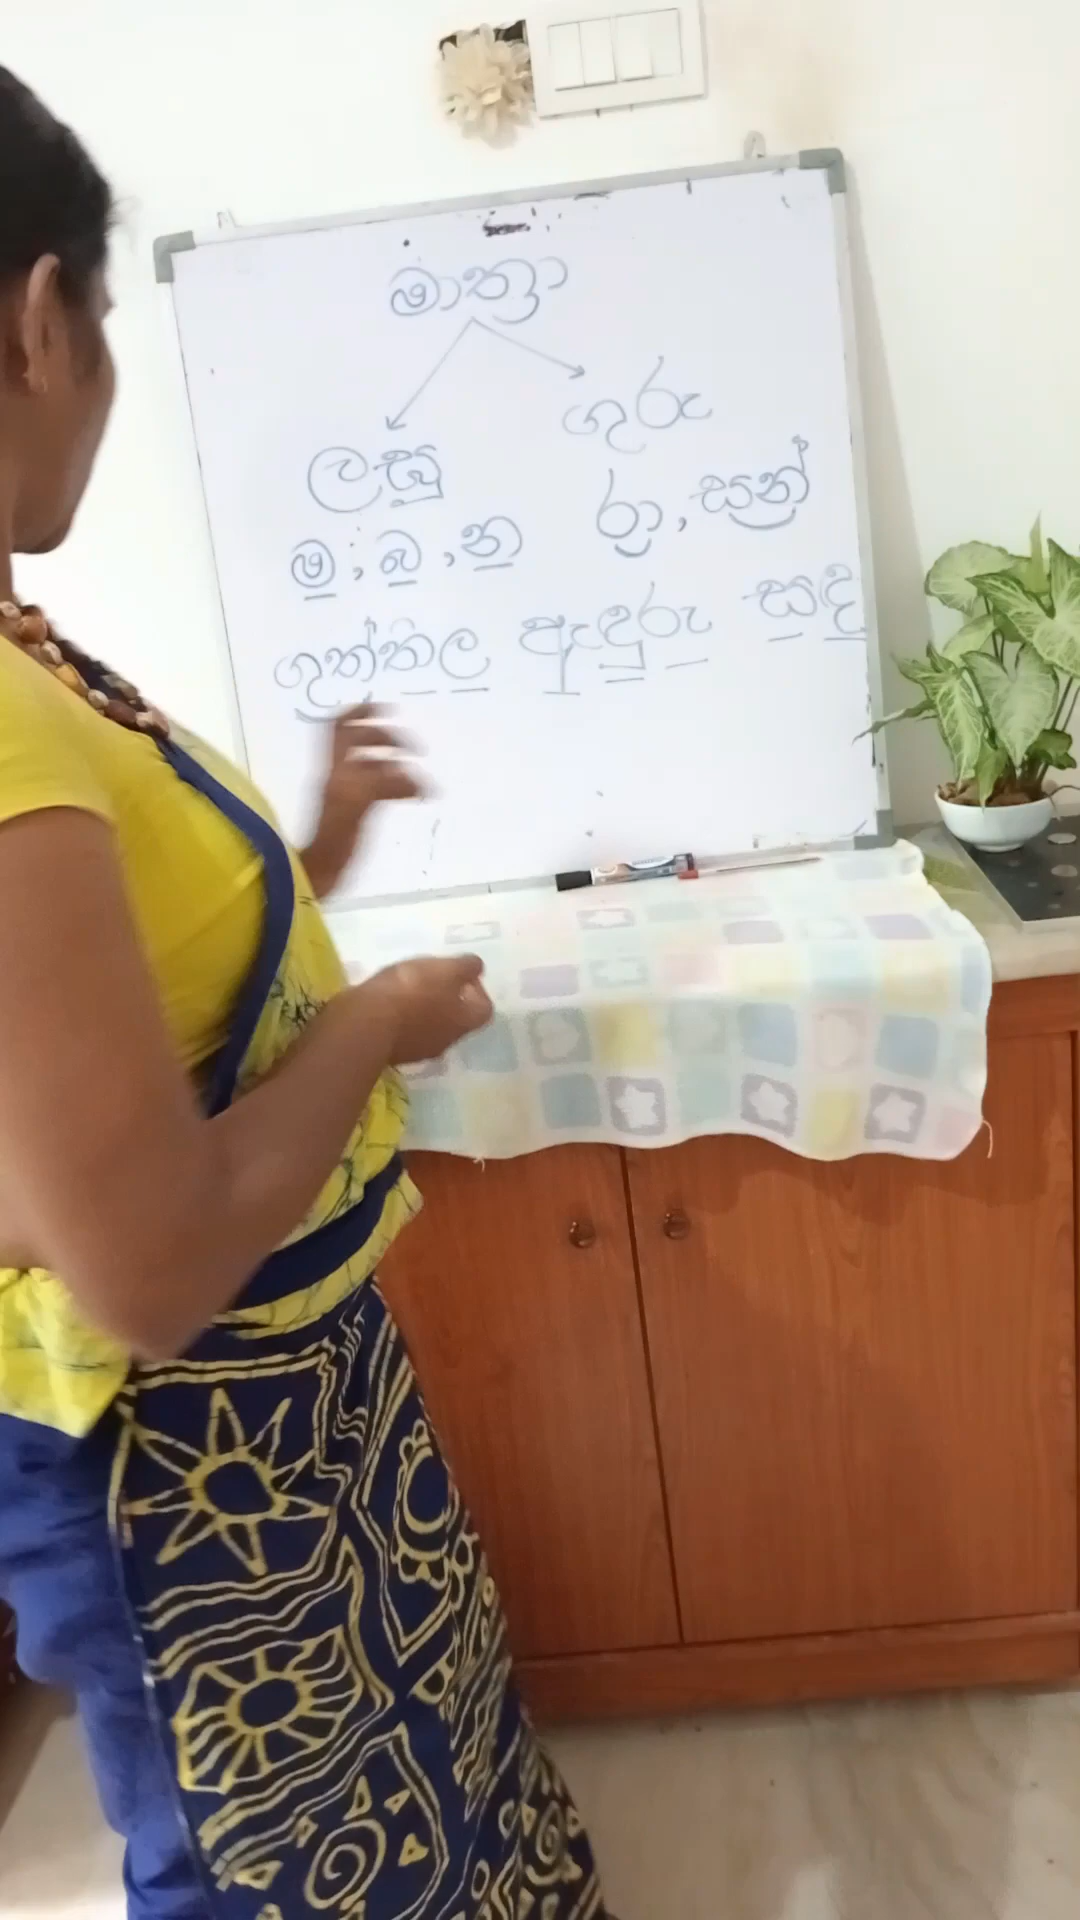 මාත්‍රා
ලඝු ගුරු
ම, බ, න රා, සන්
ගුත්තිල ඇඳුරු සඳ